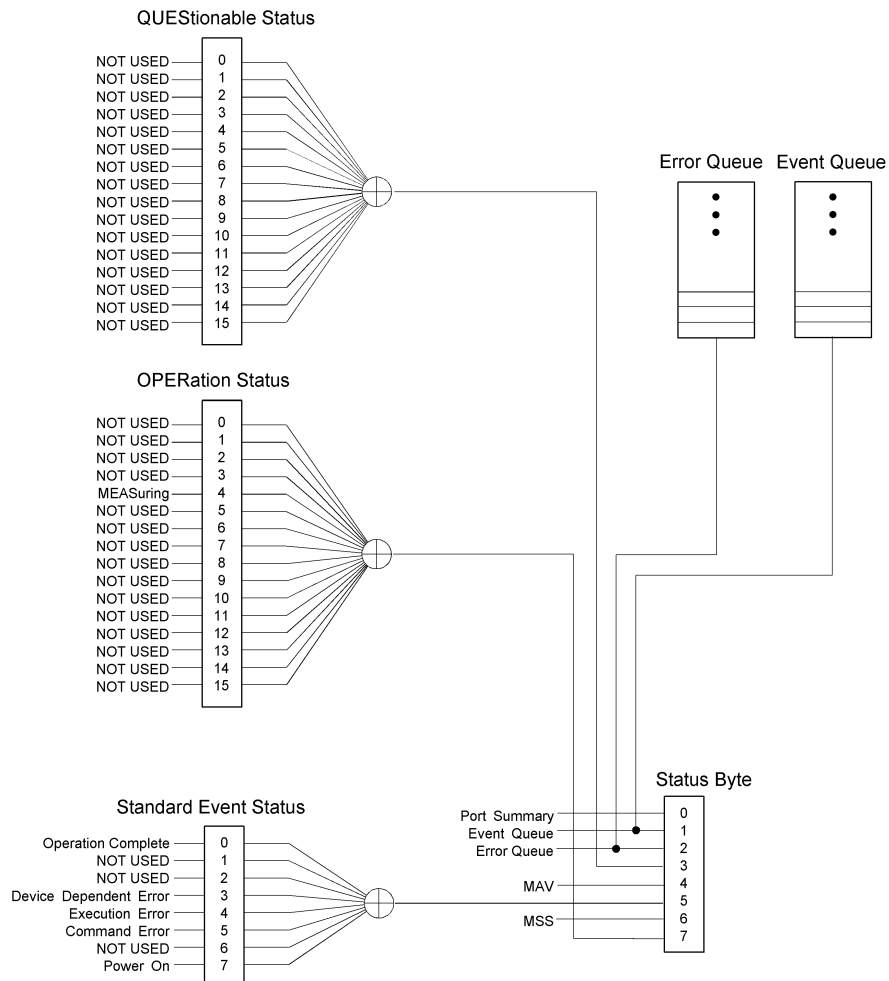 QUEStionable Status
NOT USED 0
NOT USED 1
NOT USED 2
NOT USED 3
NOT USED 4
NOT USED 5
NOT USED 6
NOT USED 7
NOT USED 8
NOT USED 9
NOT USED 10
NOT USED 11
NOT USED 12
NOT USED 13
NOT USED 14
NOT USED 15
Error Queue Event Queue
OPERation Status
NOT USED 0
NOT USED 1
NOT USED 2
NOT USED 3
MEASuring 4
NOT USED 5
NOT USED 6
NOT USED 7
NOT USED 8
NOT USED 9
NOT USED 10
NOT USED 11
NOT USED 12
NOT USED 13
NOT USED 14
NOT USED 15
Standard Event Status
Operation Complete 0
NOT USED 1
NOT USED 2
Device Dependent Error 3
Execution Error 4
Command Error 5
NOT USED 6
Power On 7
Status Byte
Port Summary 0
Event Queue 1
Error Queue 2
3
MAV 4
5
MSS 6
7